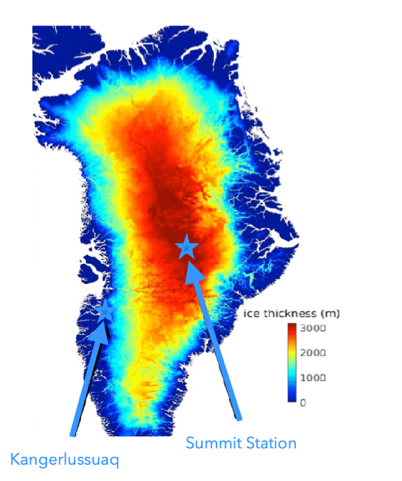 ice thickness (m)
3000
2000
1000
0
Summit Station
Kangerlussuaq